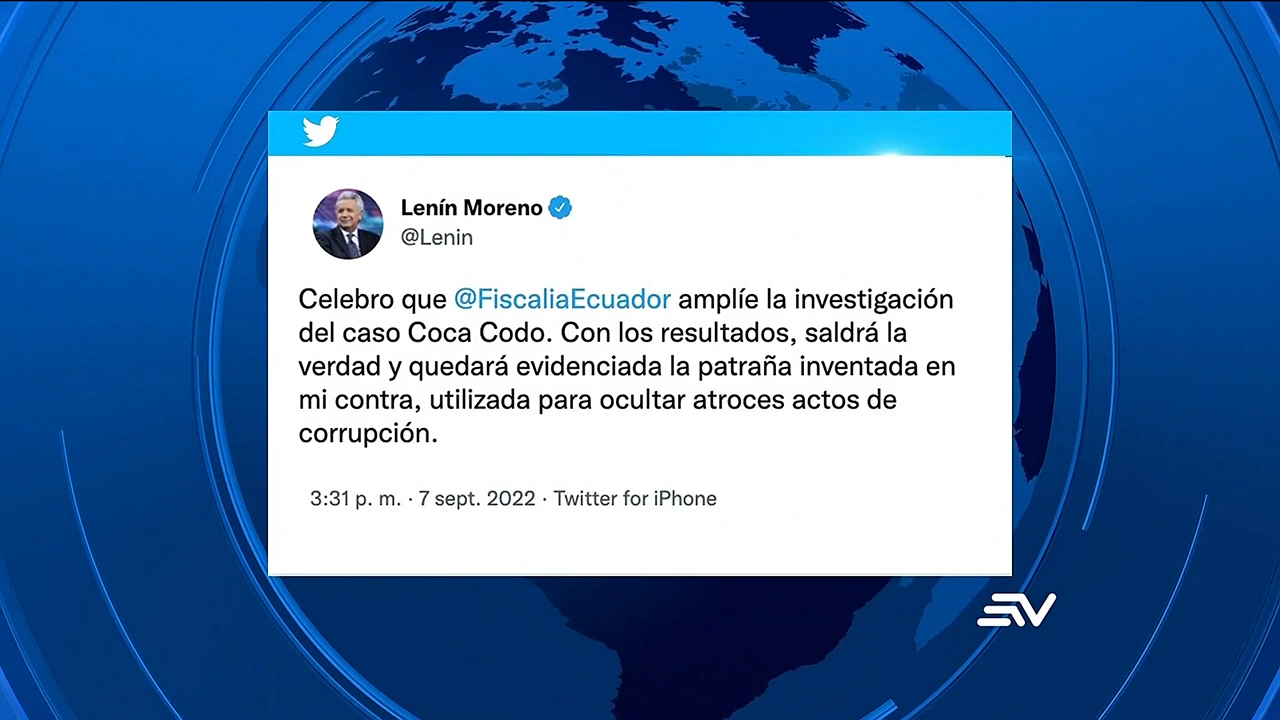 Lenín Moreno
@Lenin
Celebro que @FiscaliaEcuador amplíe la investigación
del caso Coca Codo. Con los resultados, saldrá la
verdad y quedará evidenciada la patraña inventada en
mi contra, utilizada para ocultar atroces actos de
corrupción.
3:31 p. m. · 7 sept. 2022 · Twitter for iPhone
EV